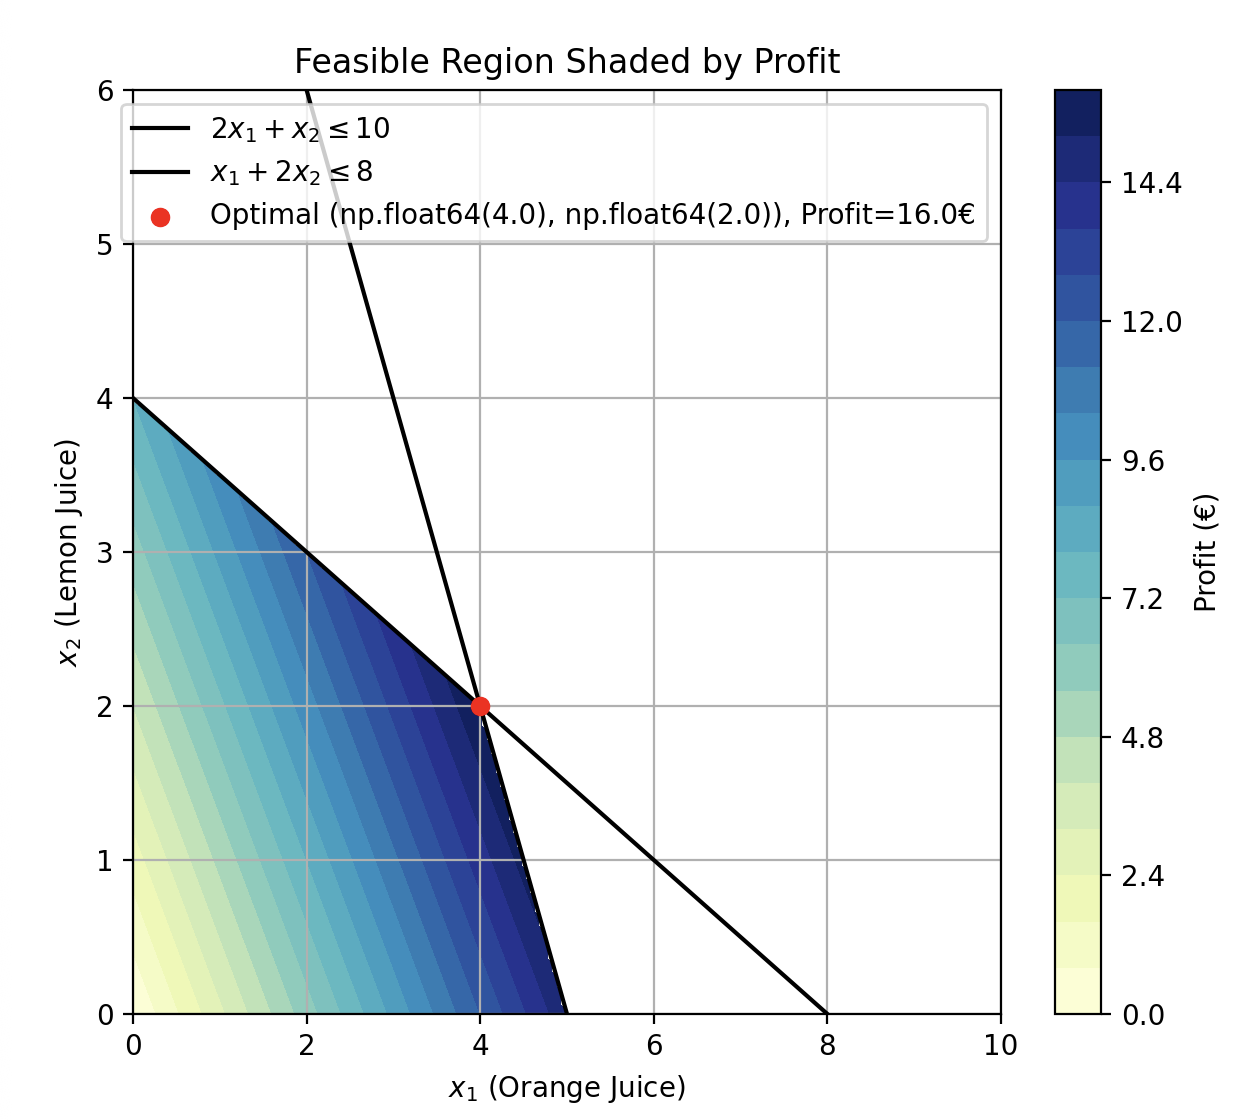 Feasible Region Shaded by Profit
6
2x₁ + x₂ ≤ 10
x₁ + 2x₂ ≤ 8
Optimal (np.float64(4.0), np.float64(2.0)), Profit=16.0€
5
4
3
2
1
0
x₂ (Lemon Juice)
0 2 4 6 8 10
x₁ (Orange Juice)
14.4
12.0
9.6
7.2
4.8
2.4
0.0
Profit (€)